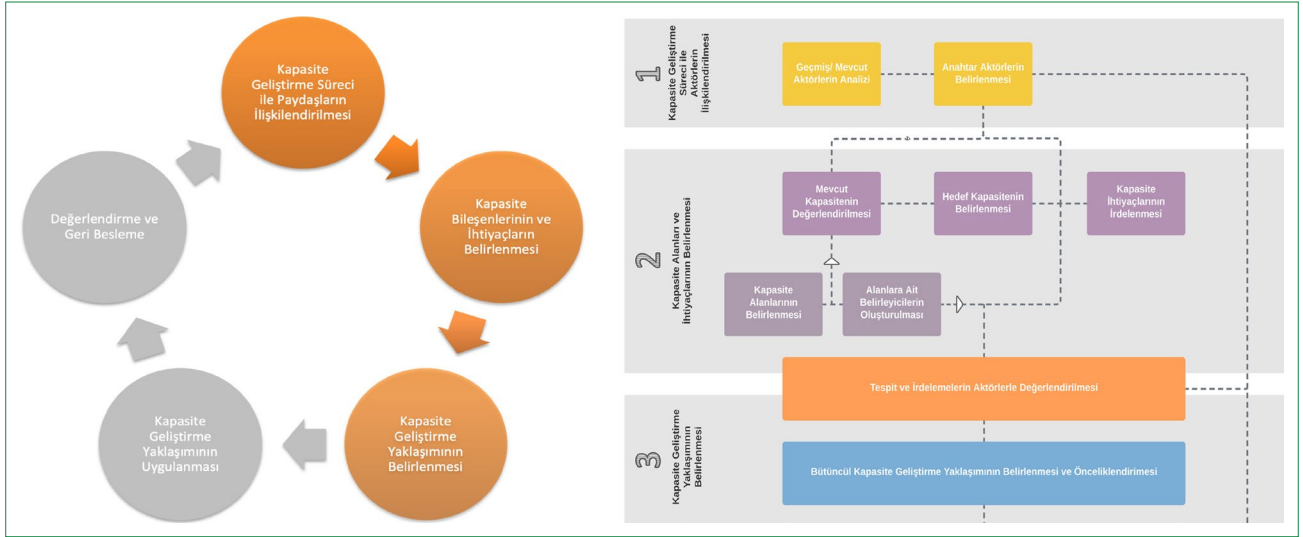 Kapasite
Geliştirme Süreci
ile Paydaşların
İlişkilendirilmesi
Kapasite
Bileşenlerinin ve
İhtiyaçların
Belirlenmesi
Kapasite
Geliştirme
Yaklaşımının
Belirlenmesi
Kapasite
Geliştirme
Yaklaşımının
Uygulanması
Değerlendirme ve
Geri Besleme
1
Kapasite Geliştirme
Süreci ile
Aktörlerin
İlişkilendirilmesi
Geçmiş/ Mevcut
Aktörlerin Analizi
Anahtar Aktörlerin
Belirlenmesi
2
Kapasite Alanları ve
İhtiyaçlarının Belirlenmesi
Mevcut
Kapasitenin
Değerlendirilmesi
Hedef Kapasitenin
Belirlenmesi
Kapasite
İhtiyaçlarının
İrdelenmesi
Kapasite
Alanlarının
Belirlenmesi
Alanlara Ait
Belirleyicilerin
Oluşturulması
Tespit ve İrdelemelerin Aktörlerle Değerlendirilmesi
3
Kapasite Geliştirme
Yaklaşımının
Belirlenmesi
Bütüncül Kapasite Geliştirme Yaklaşımının Belirlenmesi ve Önceliklendirimesi